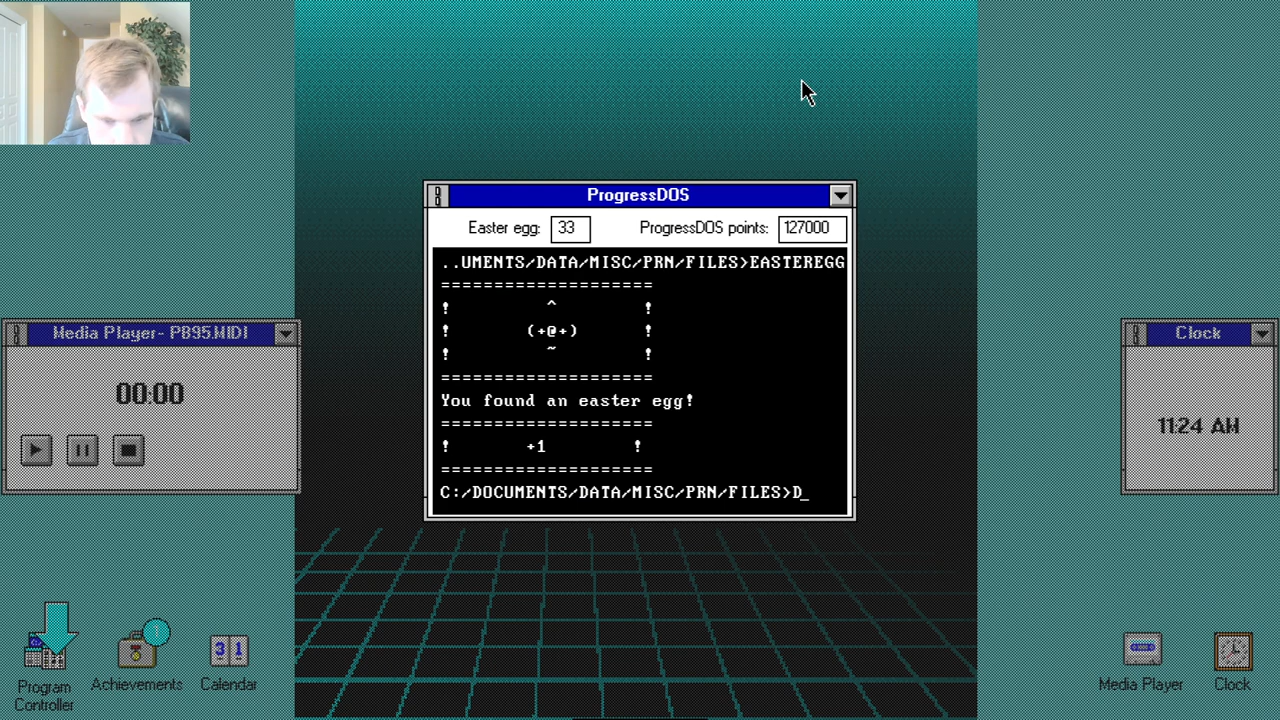 ProgressDOS
Easter egg: 33 ProgressDOS points: 127000
..UMENTS/DATA/MISC/PRN/FILES>EASTEREGG
====================
! ^ !
! (+@+) !
! ~ !
====================
You found an easter egg!
====================
! +1 !
====================
C:/DOCUMENTS/DATA/MISC/PRN/FILES>D_
Media Player- PB95.MIDI
00:00
Clock
11:24 AM
Program
Controller
Achievements
31
Calendar
Media Player
Clock